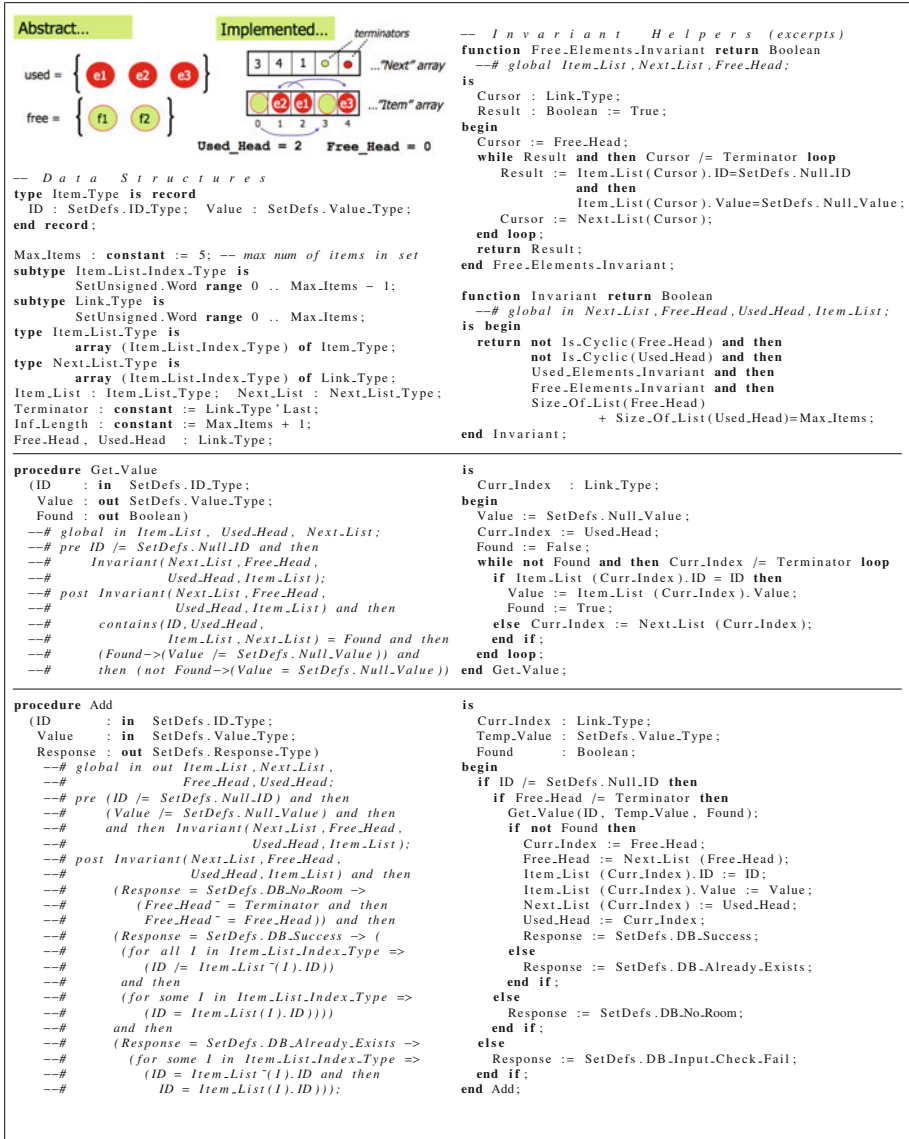 Abstract...
used = { e1 e2 e3 }
free = { f1 f2 }
Implemented...
terminators
3 4 1 ..."Next" array
e2 e1 e3 ..."Item" array
0 1 2 3 4
Used_Head = 2 Free_Head = 0
-- Data Structures
type Item_Type is record
ID : SetDefs.ID_Type; Value : SetDefs.Value_Type;
end record;
Max_Items : constant := 5; -- max num of items in set
subtype Item_List_Index_Type is
SetUnsigned.Word range 0 .. Max_Items - 1;
subtype Link_Type is
SetUnsigned.Word range 0 .. Max_Items;
type Item_List_Type is
array (Item_List_Index_Type) of Item_Type;
type Next_List_Type is
array (Item_List_Index_Type) of Link_Type;
Item_List : Item_List_Type; Next_List : Next_List_Type;
Terminator : constant := Link_Type'Last;
Inf_Length : constant := Max_Items + 1;
Free_Head, Used_Head : Link_Type;
-- Invariant Helpers (excerpts)
function Free_Elements_Invariant return Boolean
--# global Item_List, Next_List, Free_Head;
is
Cursor : Link_Type;
Result : Boolean := True;
begin
Cursor := Free_Head;
while Result and then Cursor /= Terminator loop
Result := Item_List(Cursor).ID=SetDefs.Null_ID
and then
Item_List(Cursor).Value=SetDefs.Null_Value;
Cursor := Next_List(Cursor);
end loop;
return Result;
end Free_Elements_Invariant;
function Invariant return Boolean
--# global in Next_List, Free_Head, Used_Head, Item_List;
is begin
return not Is_Cyclic(Free_Head) and then
not Is_Cyclic(Used_Head) and then
Used_Elements_Invariant and then
Free_Elements_Invariant and then
Size_Of_List(Free_Head)
+ Size_Of_List(Used_Head)=Max_Items;
end Invariant;
procedure Get_Value
(ID : in SetDefs.ID_Type;
Value : out SetDefs.Value_Type;
Found : out Boolean)
--# global in Item_List, Used_Head, Next_List;
--# pre ID /= SetDefs.Null_ID and then
--# Invariant(Next_List, Free_Head,
--# Used_Head, Item_List);
--# post Invariant(Next_List, Free_Head,
--# Used_Head, Item_List) and then
--# contains(ID, Used_Head,
--# Item_List, Next_List) = Found and then
--# (Found->(Value /= SetDefs.Null_Value)) and
--# then (not Found->(Value = SetDefs.Null_Value))
is
Curr_Index : Link_Type;
begin
Value := SetDefs.Null_Value;
Curr_Index := Used_Head;
Found := False;
while not Found and then Curr_Index /= Terminator loop
if Item_List (Curr_Index).ID = ID then
Value := Item_List (Curr_Index).Value;
Found := True;
else Curr_Index := Next_List (Curr_Index);
end if;
end loop;
end Get_Value;
procedure Add
(ID : in SetDefs.ID_Type;
Value : in SetDefs.Value_Type;
Response : out SetDefs.Response_Type)
--# global in out Item_List, Next_List,
--# Free_Head, Used_Head;
--# pre (ID /= SetDefs.Null_ID) and then
--# (Value /= SetDefs.Null_Value) and then
--# and then Invariant(Next_List, Free_Head,
--# Used_Head, Item_List);
--# post Invariant(Next_List, Free_Head,
--# Used_Head, Item_List) and then
--# (Response = SetDefs.DB_No_Room ->
--# (Free_Head~ = Terminator and then
--# Free_Head~ = Free_Head)) and then
--# (Response = SetDefs.DB_Success -> (
--# (for all I in Item_List_Index_Type =>
--# (ID /= Item_List~(I).ID))
--# and then
--# (for some I in Item_List_Index_Type =>
--# (ID = Item_List(I).ID))))
--# and then
--# (Response = SetDefs.DB_Already_Exists ->
--# (for some I in Item_List_Index_Type =>
--# (ID = Item_List~(I).ID and then
--# ID = Item_List(I).ID)));
is
Curr_Index : Link_Type;
Temp_Value : SetDefs.Value_Type;
Found : Boolean;
begin
if ID /= SetDefs.Null_ID then
if Free_Head /= Terminator then
Get_Value(ID, Temp_Value, Found);
if not Found then
Curr_Index := Free_Head;
Free_Head := Next_List (Free_Head);
Item_List (Curr_Index).ID := ID;
Item_List (Curr_Index).Value := Value;
Next_List (Curr_Index) := Used_Head;
Used_Head := Curr_Index;
Response := SetDefs.DB_Success;
else
Response := SetDefs.DB_Already_Exists;
end if;
else
Response := SetDefs.DB_No_Room;
end if;
else
Response := SetDefs.DB_Input_Check_Fail;
end if;
end Add;